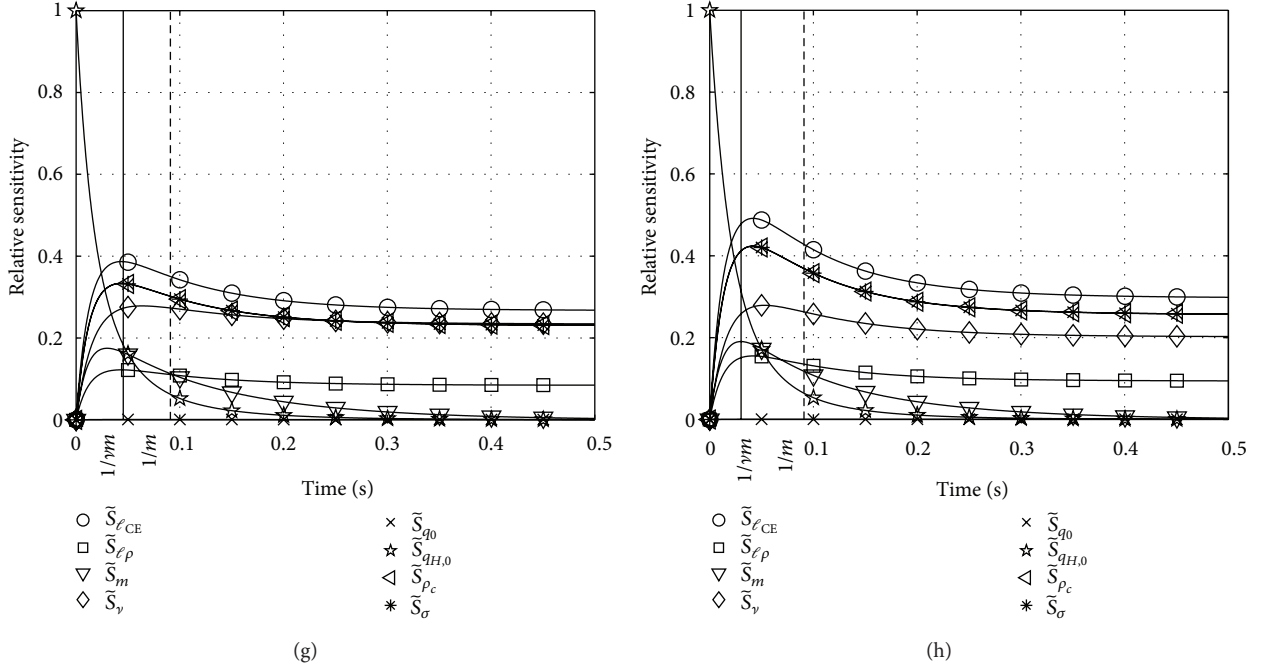 1
0.8
0.6
0.4
0.2
0
Relative sensitivity
0
1/νm
1/m
0.1
0.2
0.3
0.4
0.5
Time (s)
S̃ℓCE
S̃ℓρ
S̃m
S̃ν
S̃q0
S̃qH,0
S̃ρc
S̃σ
(g)
1
0.8
0.6
0.4
0.2
0
Relative sensitivity
0
1/νm
1/m
0.1
0.2
0.3
0.4
0.5
Time (s)
S̃ℓCE
S̃ℓρ
S̃m
S̃ν
S̃q0
S̃qH,0
S̃ρc
S̃σ
(h)